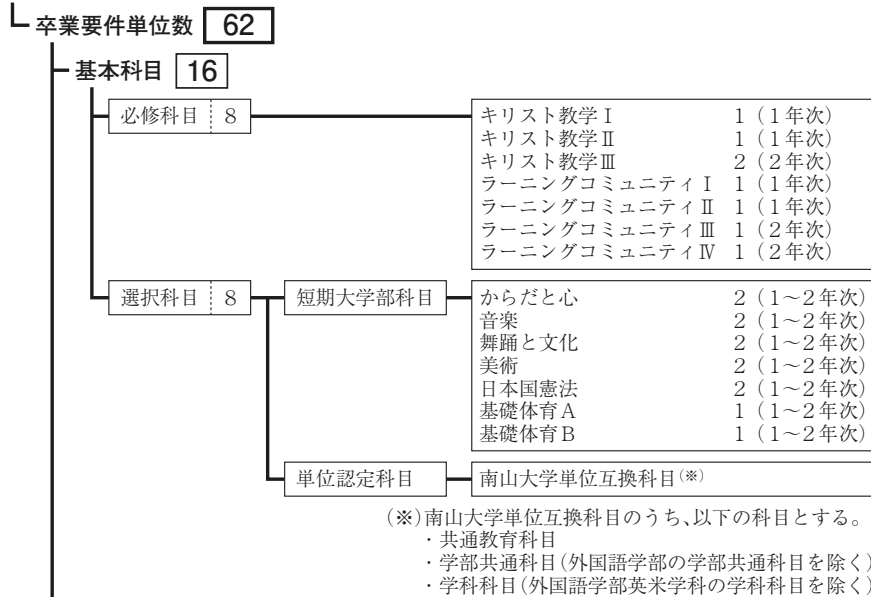 卒業要件単位数 62
基本科目 16
必修科目 8
キリスト教学Ⅰ 1（1年次）
キリスト教学Ⅱ 1（1年次）
キリスト教学Ⅲ 2（2年次）
ラーニングコミュニティⅠ 1（1年次）
ラーニングコミュニティⅡ 1（1年次）
ラーニングコミュニティⅢ 1（2年次）
ラーニングコミュニティⅣ 1（2年次）
選択科目 8
短期大学部科目
からだと心 2（1～2年次）
音楽 2（1～2年次）
舞踊と文化 2（1～2年次）
美術 2（1～2年次）
日本国憲法 2（1～2年次）
基礎体育A 1（1～2年次）
基礎体育B 1（1～2年次）
単位認定科目
南山大学単位互換科目(※)
(※)南山大学単位互換科目のうち、以下の科目とする。
・共通教育科目
・学部共通科目(外国語学部の学部共通科目を除く)
・学科科目(外国語学部英米学科の学科科目を除く)